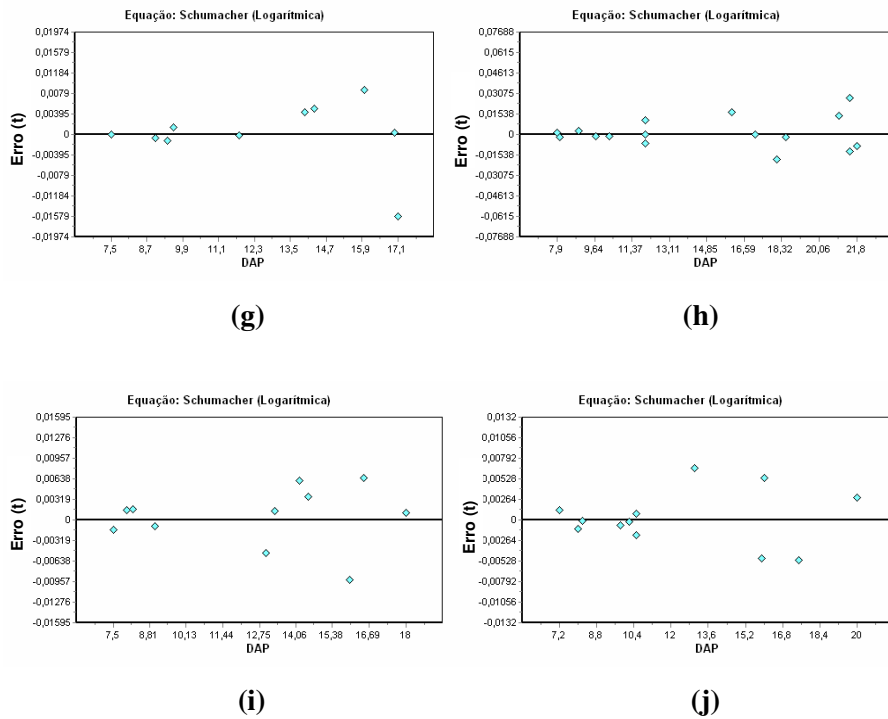 Equação: Schumacher (Logarítmica)
0,01974
0,01579
0,01184
0,0079
0,00395
0
-0,00395
-0,0079
-0,01184
-0,01579
-0,01974
Erro (t)
7,5 8,7 9,9 11,1 12,3 13,5 14,7 15,9 17,1
DAP
(g)
Equação: Schumacher (Logarítmica)
0,07688
0,0615
0,04613
0,03075
0,01538
0
-0,01538
-0,03075
-0,04613
-0,0615
-0,07688
Erro (t)
7,9 9,64 11,37 13,11 14,85 16,59 18,32 20,06 21,8
DAP
(h)
Equação: Schumacher (Logarítmica)
0,01595
0,01276
0,00957
0,00638
0,00319
0
-0,00319
-0,00638
-0,00957
-0,01276
-0,01595
Erro (t)
7,5 8,81 10,13 11,44 12,75 14,06 15,38 16,69 18
DAP
(i)
Equação: Schumacher (Logarítmica)
0,0132
0,01056
0,00792
0,00528
0,00264
0
-0,00264
-0,00528
-0,00792
-0,01056
-0,0132
Erro (t)
7,2 8,8 10,4 12 13,6 15,2 16,8 18,4 20
DAP
(j)